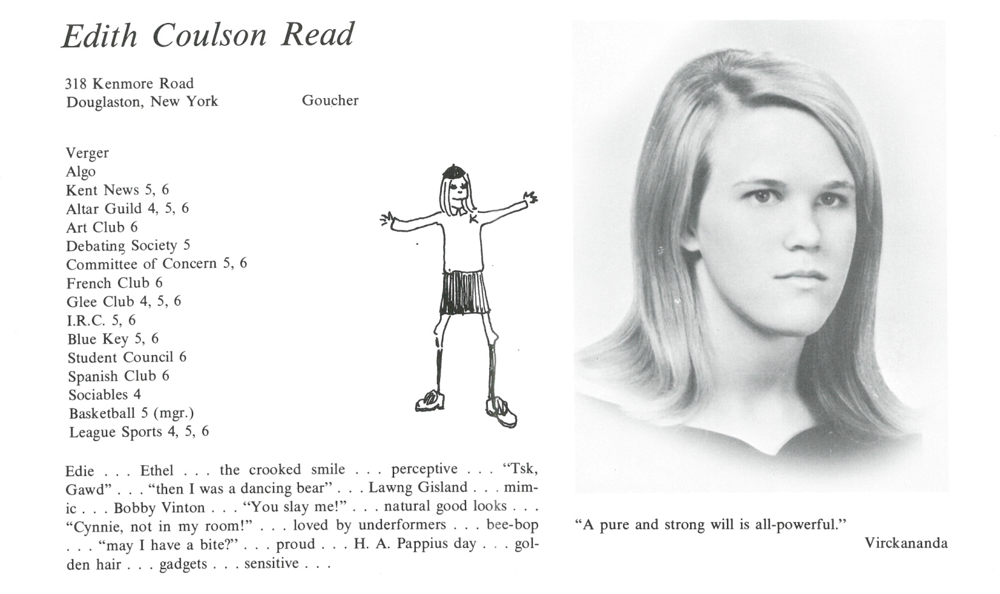 Edith Coulson Read
318 Kenmore Road
Douglaston, New York Goucher
Verger
Algo
Kent News 5, 6
Altar Guild 4, 5, 6
Art Club 6
Debating Society 5
Committee of Concern 5, 6
French Club 6
Glee Club 4, 5, 6
I.R.C. 5, 6
Blue Key 5, 6
Student Council 6
Spanish Club 6
Sociables 4
Basketball 5 (mgr.)
League Sports 4, 5, 6
K
Edie . . . Ethel . . . the crooked smile . . . perceptive . . . “Tsk,
Gawd” . . . “then I was a dancing bear” . . . Lawng Gisland . . . mim-
ic . . . Bobby Vinton . . . “You slay me!” . . . natural good looks . . .
“Cynnie, not in my room!” . . . loved by underformers . . . bee-bop
. . . “may I have a bite?” . . . proud . . . H. A. Pappius day . . . gol-
den hair . . . gadgets . . . sensitive . . .
“A pure and strong will is all-powerful.”
Virckananda